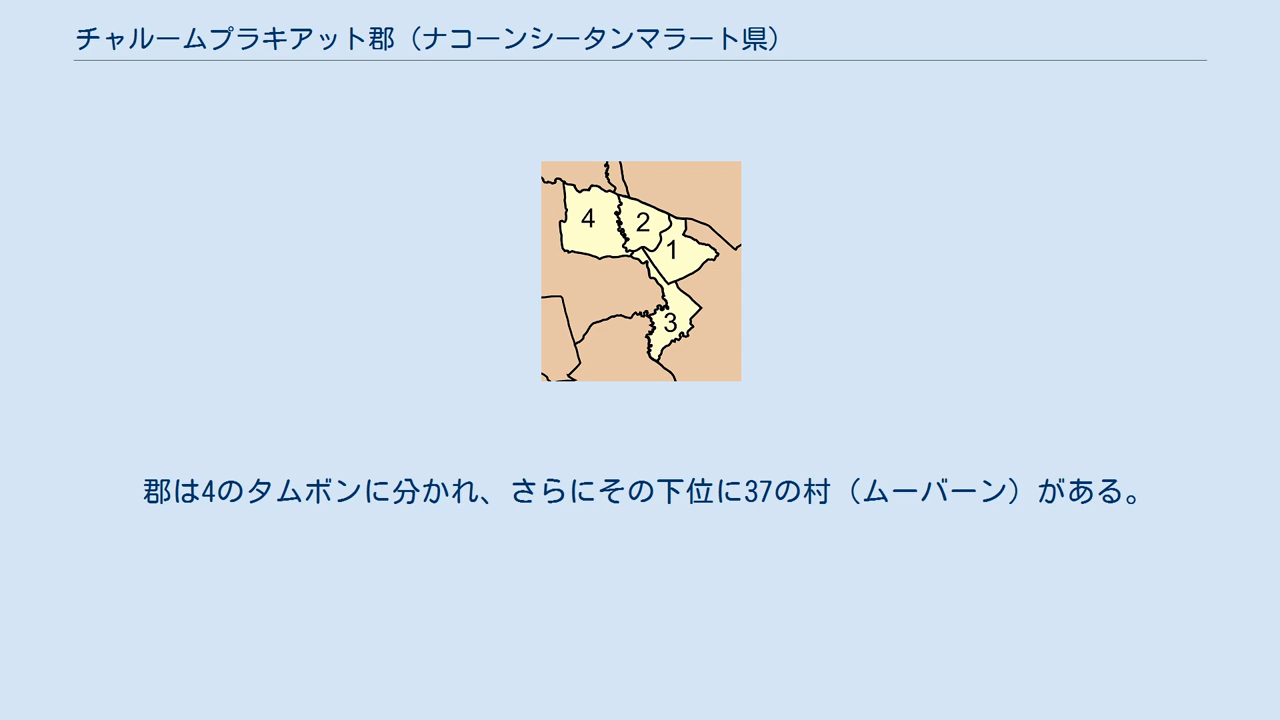 チャルームプラキアット郡（ナコーンシータンマラート県）
4
2
1
3
郡は4のタムボンに分かれ、さらにその下位に37の村（ムーバーン）がある。